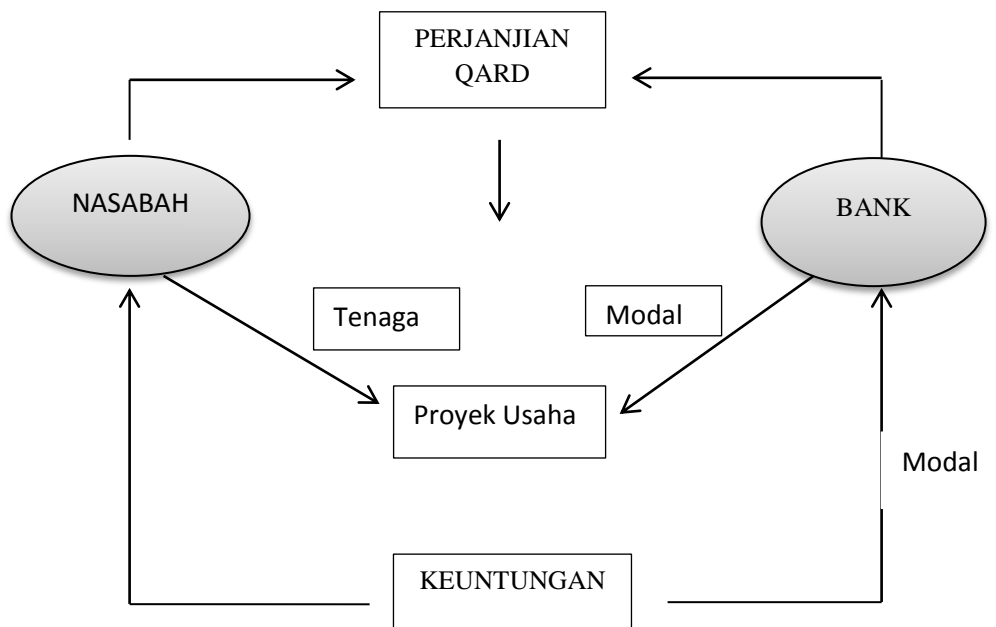 PERJANJIAN
QARD
NASABAH
BANK
Tenaga
Modal
Proyek Usaha
Modal
KEUNTUNGAN